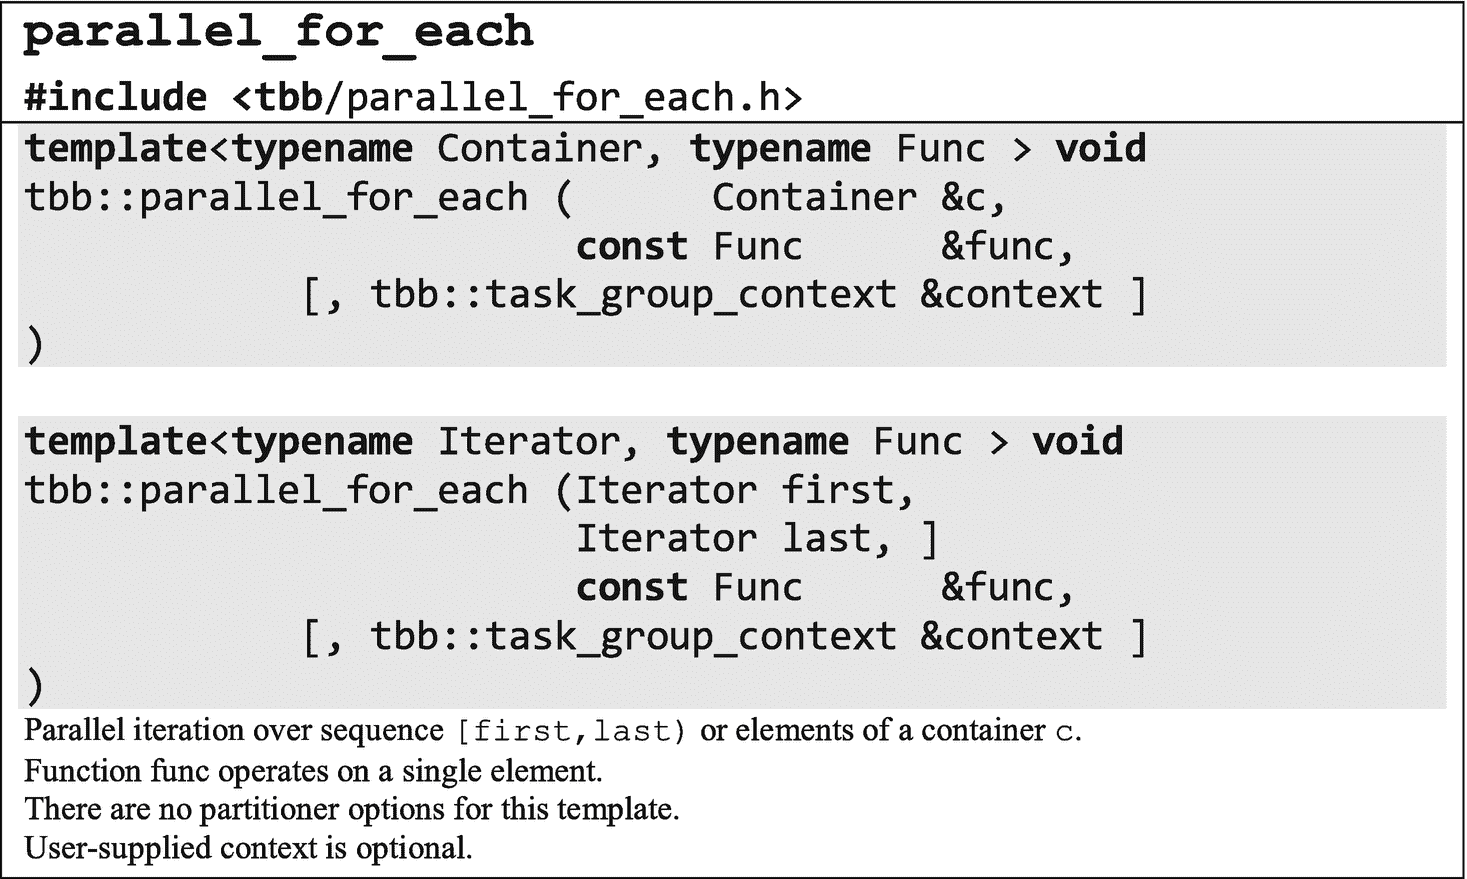 parallel_for_each
#include <tbb/parallel_for_each.h>
template<typename Container, typename Func > void
tbb::parallel_for_each (      Container &c,
                        const Func      &func,
            [, tbb::task_group_context &context ]
)
template<typename Iterator, typename Func > void
tbb::parallel_for_each (Iterator first,
                        Iterator last, ]
                        const Func      &func,
            [, tbb::task_group_context &context ]
)
Parallel iteration over sequence [first,last) or elements of a container c.
Function func operates on a single element.
There are no partitioner options for this template.
User-supplied context is optional.